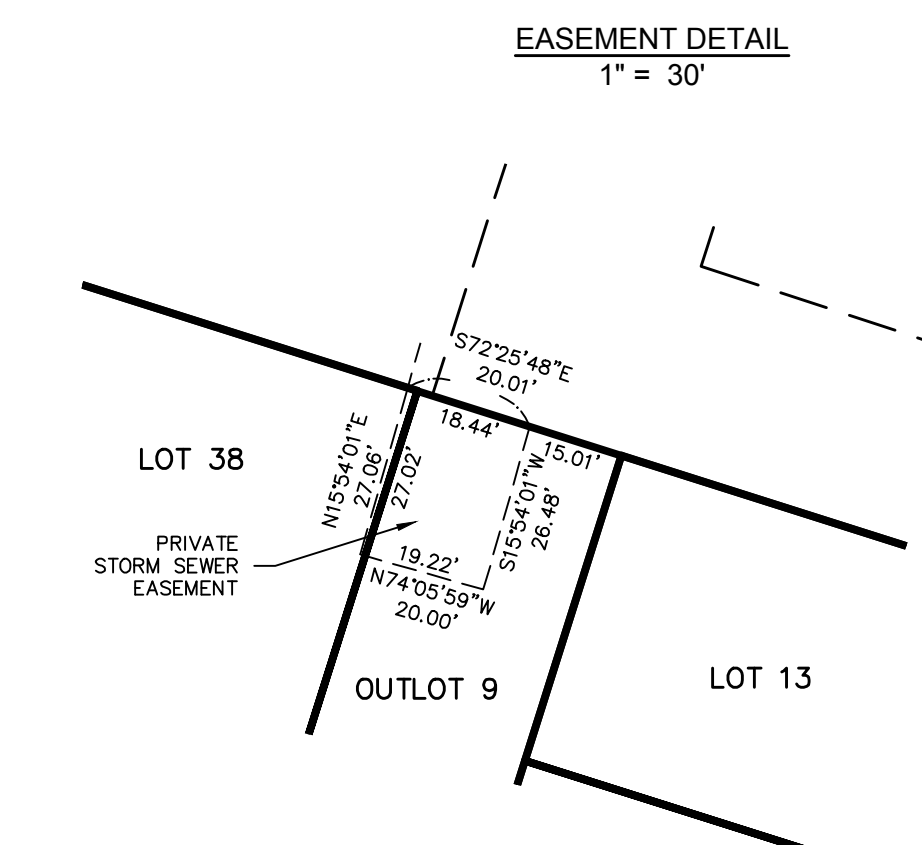 EASEMENT DETAIL
1" = 30'
S72°25'48"E
20.01'
18.44'
15.01'
N15°54'01"E
27.06'
27.02'
S15°54'01"W
26.48'
LOT 38
PRIVATE
STORM SEWER
EASEMENT
19.22'
N74°05'59"W
20.00'
OUTLOT 9
LOT 13